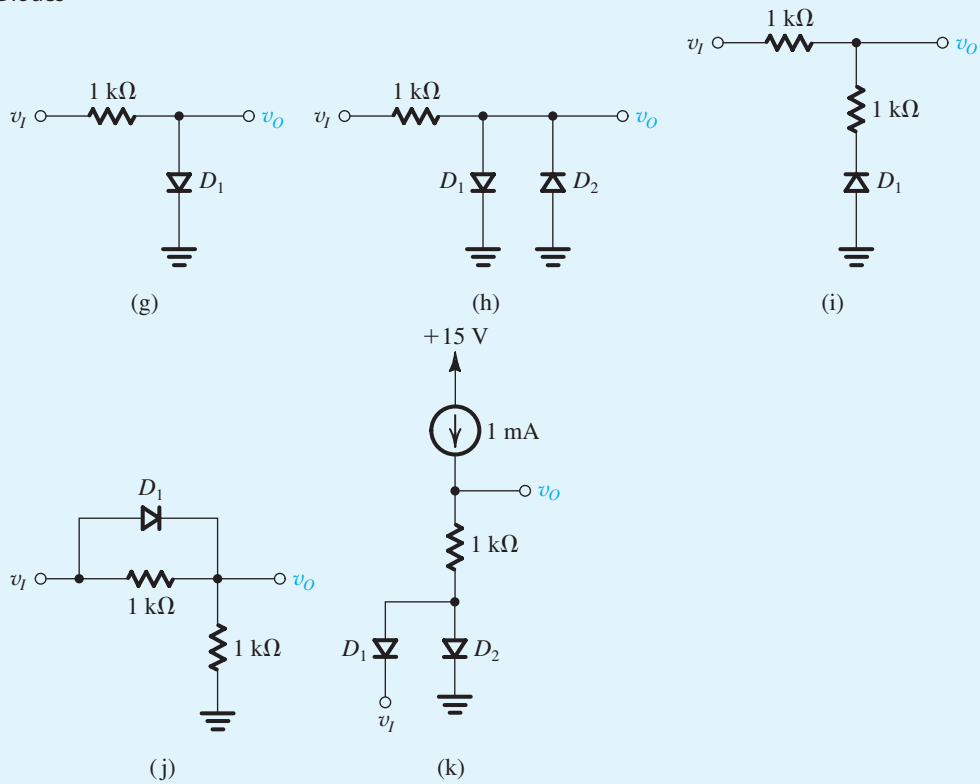 1 kΩ
v_I
v_O
D_1
(g)
1 kΩ
v_I
v_O
D_1
D_2
(h)
1 kΩ
v_I
v_O
1 kΩ
D_1
(i)
D_1
v_I
v_O
1 kΩ
1 kΩ
(j)
+15 V
1 mA
v_O
1 kΩ
D_1
D_2
v_I
(k)